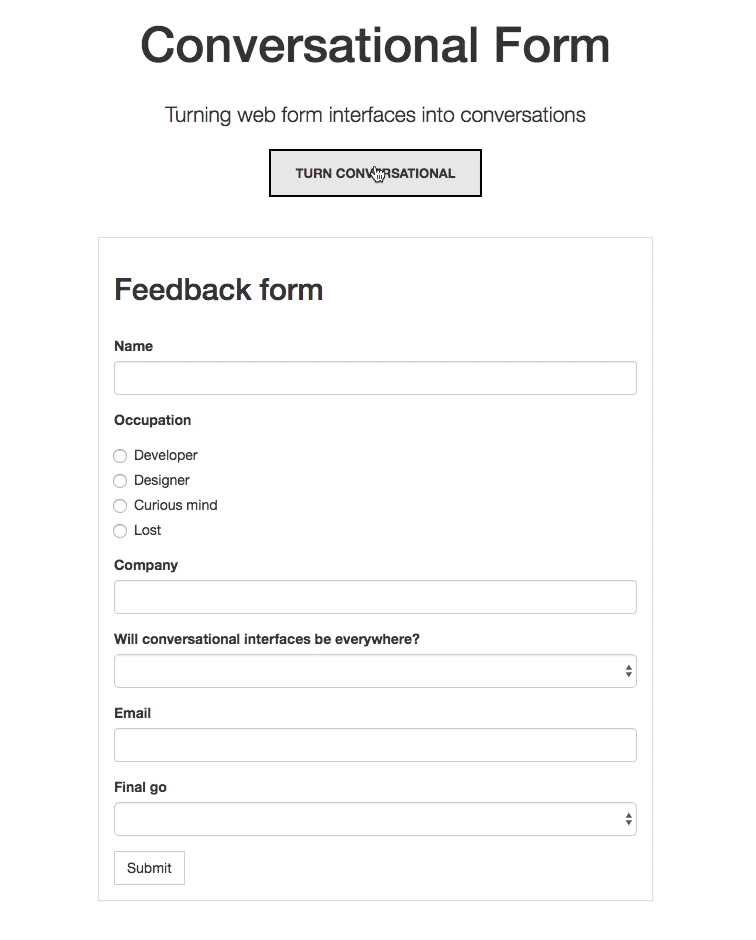 Conversational Form
Turning web form interfaces into conversations
TURN CONVERSATIONAL
Feedback form
Name
Occupation
Developer
Designer
Curious mind
Lost
Company
Will conversational interfaces be everywhere?
Email
Final go
Submit